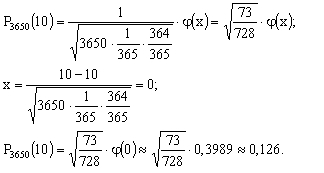 P₃₆₅₀(10) = 1 / √(3650 · 1/365 · 364/365) · φ(x) = √(73/728) · φ(x);
x = (10 − 10) / √(3650 · 1/365 · 364/365) = 0;
P₃₆₅₀(10) = √(73/728) · φ(0) ≈ √(73/728) · 0,3989 ≈ 0,126.